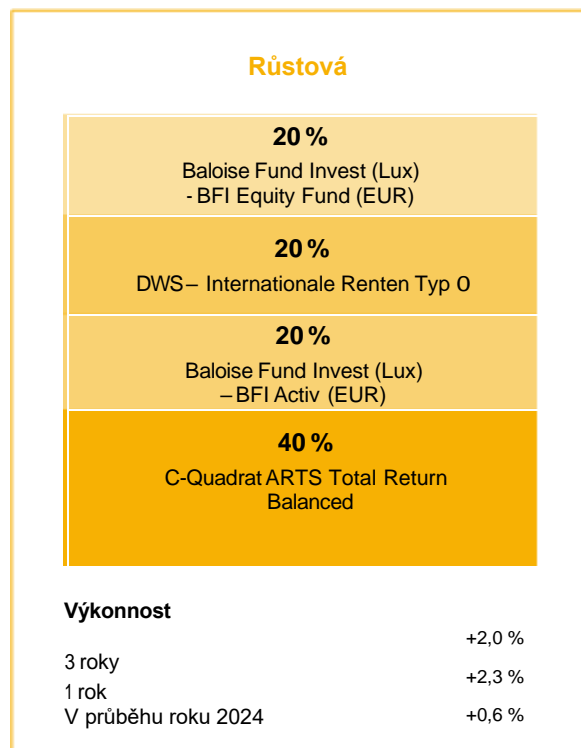 Růstová
20 %
Baloise Fund Invest (Lux)
- BFI Equity Fund (EUR)
20 %
DWS – Internationale Renten Typ O
20 %
Baloise Fund Invest (Lux)
– BFI Activ (EUR)
40 %
C-Quadrat ARTS Total Return
Balanced
Výkonnost
+2,0 %
3 roky
+2,3 %
1 rok
V průběhu roku 2024 +0,6 %